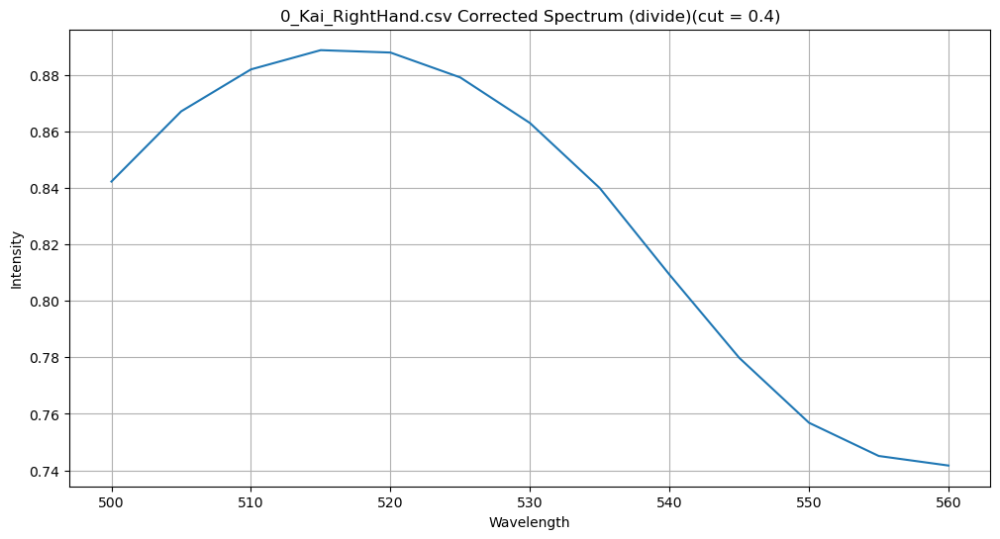 0_Kai_RightHand.csv Corrected Spectrum (divide)(cut = 0.4)
Intensity
0.88
0.86
0.84
0.82
0.80
0.78
0.76
0.74
500 510 520 530 540 550 560
Wavelength